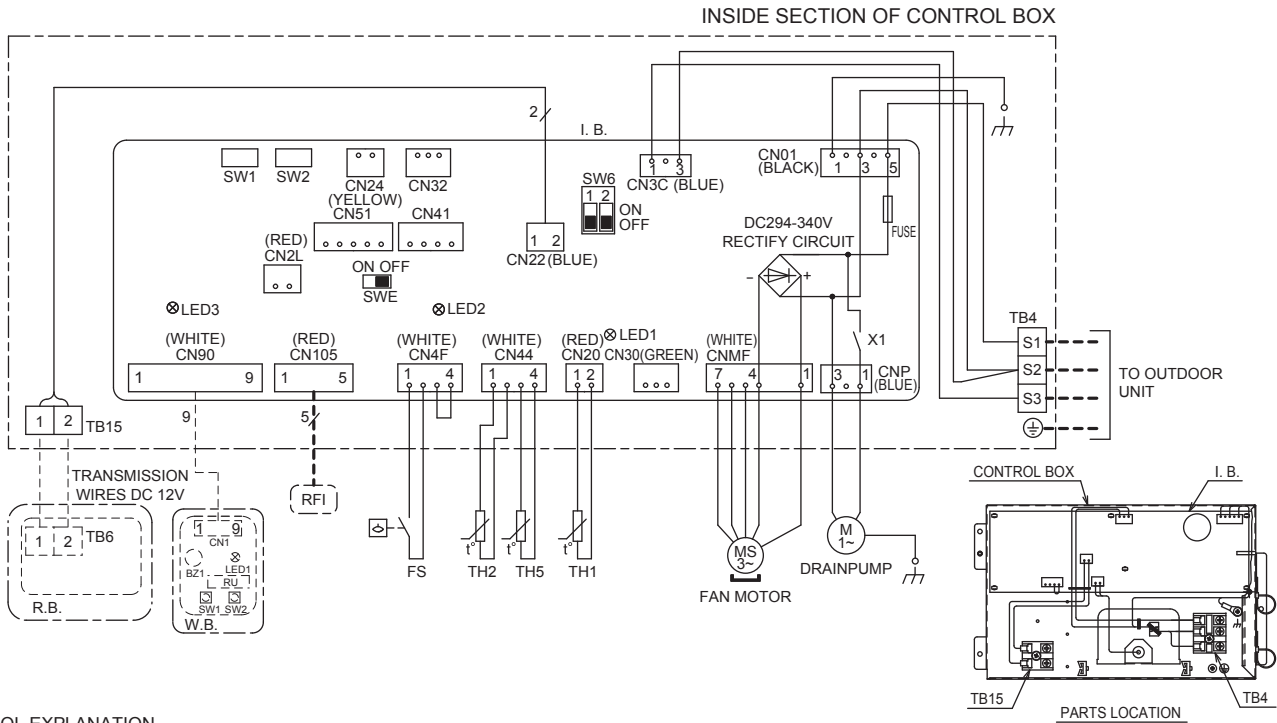 INSIDE SECTION OF CONTROL BOX
2
I. B.
SW1
SW2
CN24
(YELLOW)
CN32
CN51
CN41
(RED)
CN2L
ON OFF
SWE
1 2
CN22(BLUE)
SW6
1 2
ON
OFF
1 3
CN3C (BLUE)
CN01
(BLACK)
1 3 5
FUSE
DC294-340V
RECTIFY CIRCUIT
- +
X1
LED3
LED2
LED1
(WHITE)
CN90
1 9
(RED)
CN105
1 5
(WHITE)
CN4F
1 4
(WHITE)
CN44
1 4
(RED)
CN20
1 2
CN30(GREEN)
(WHITE)
CNMF
7 4 1
3 1
CNP
(BLUE)
TB4
S1
S2
S3
TO OUTDOOR
UNIT
1 2
TB15
9
5
TRANSMISSION
WIRES DC 12V
RFI
1 2
TB6
R.B.
1 9
CN1
BZ1
LED1
RU
SW1 SW2
W.B.
FS
t°
TH2
t°
TH5
t°
TH1
MS
3~
FAN MOTOR
M
1~
DRAINPUMP
CONTROL BOX
I. B.
TB15
TB4
PARTS LOCATION
OL EXPLANATION